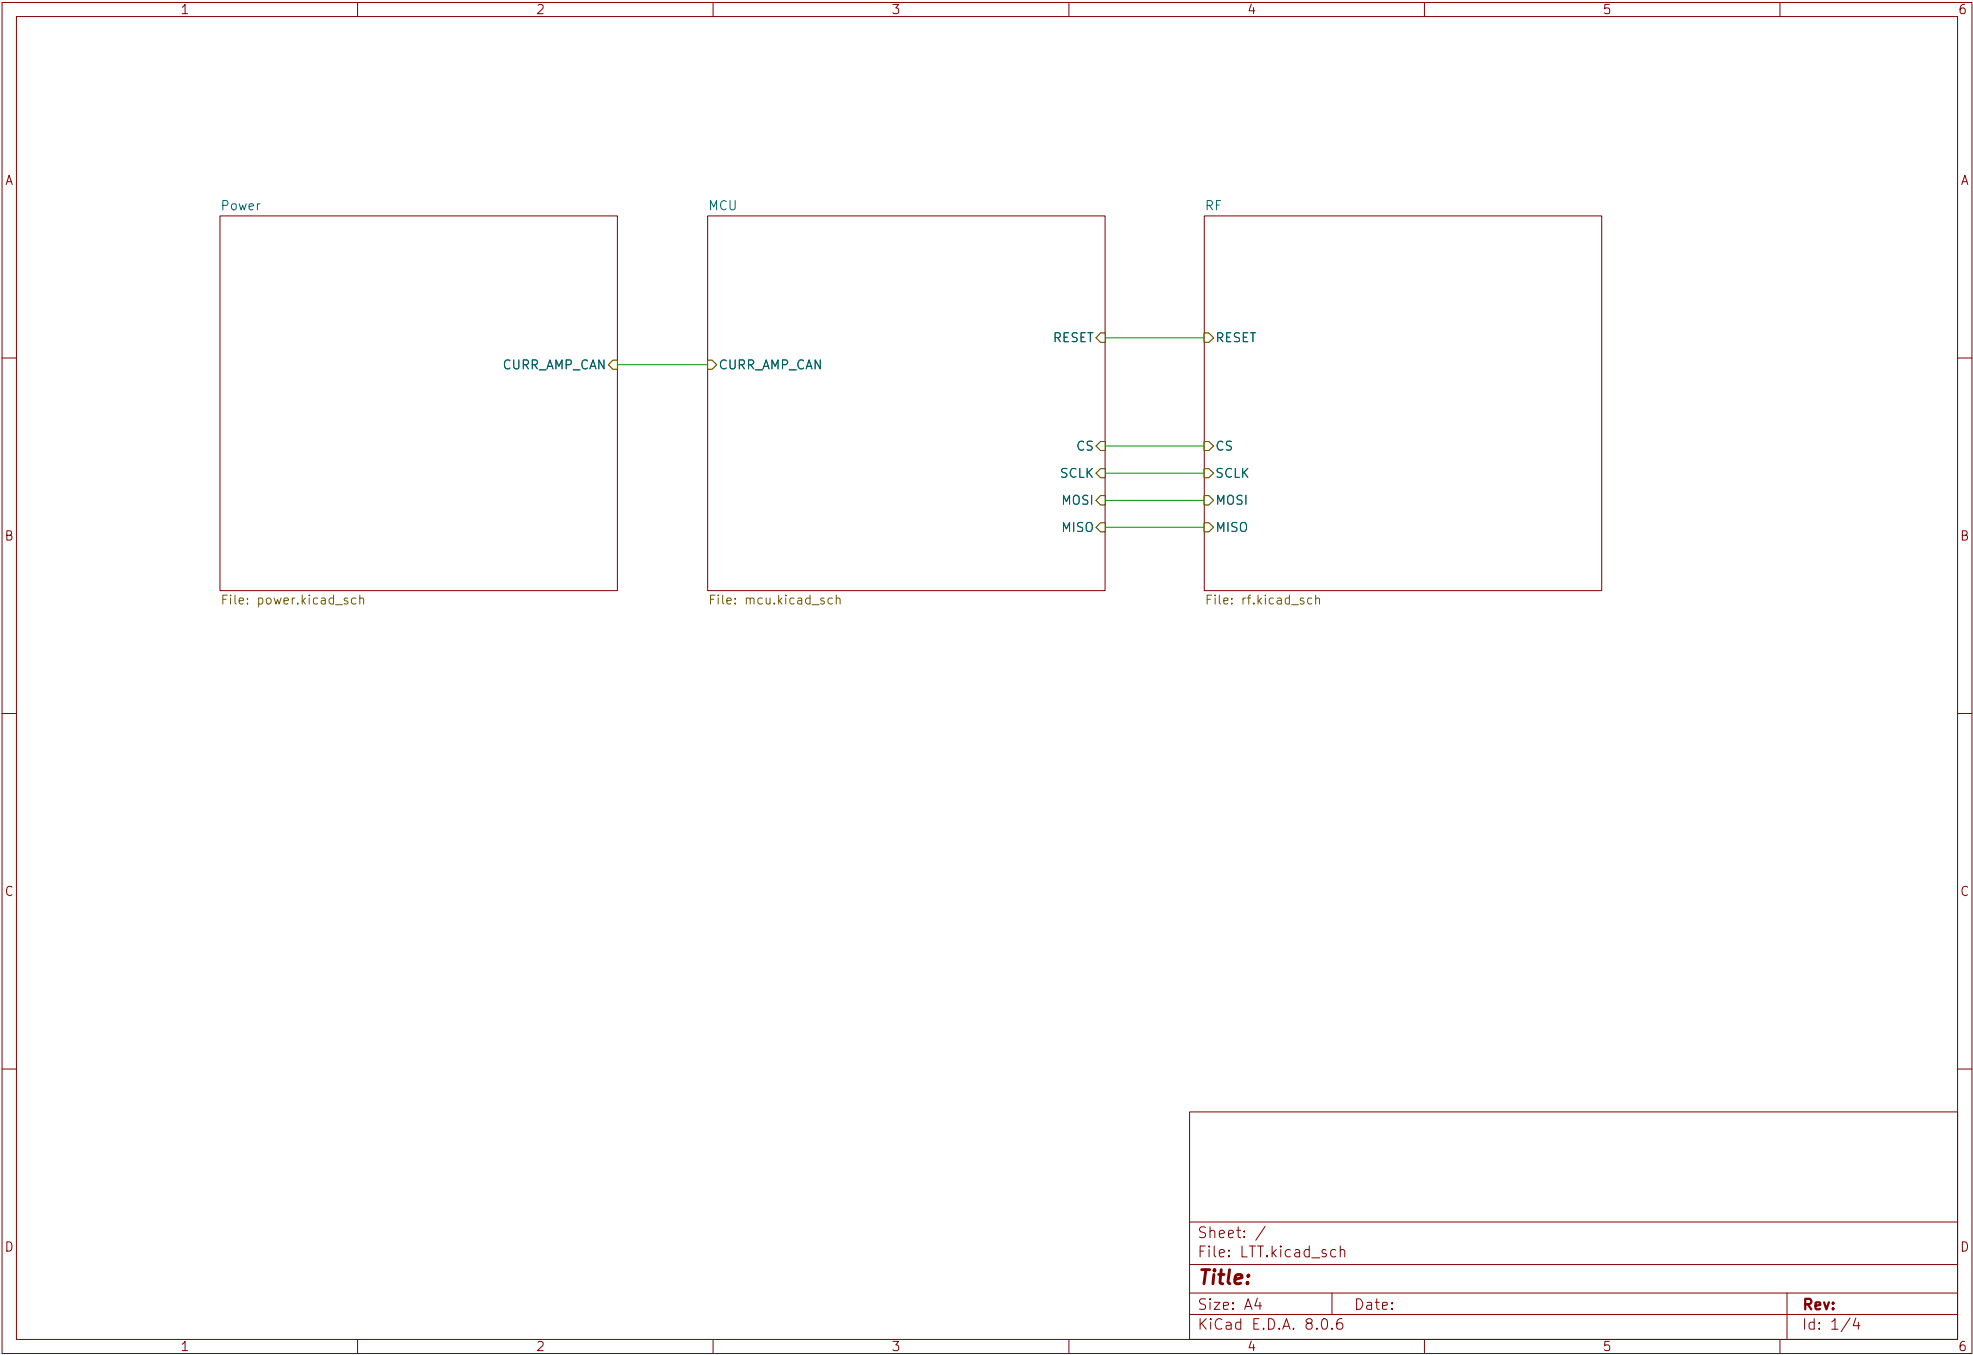 1 2 3 4 5 6
A A
Power MCU RF
RESET RESET
CURR_AMP_CAN CURR_AMP_CAN
CS CS
SCLK SCLK
MOSI MOSI
B B
MISO MISO
File: power.kicad_sch File: mcu.kicad_sch File: rf.kicad_sch
C C
Sheet: /
D D
File: LTT.kicad_sch
Title:
Size: A4 Date: Rev:
KiCad E.D.A. 8.0.6 Id: 1/4
1 2 3 4 5 6